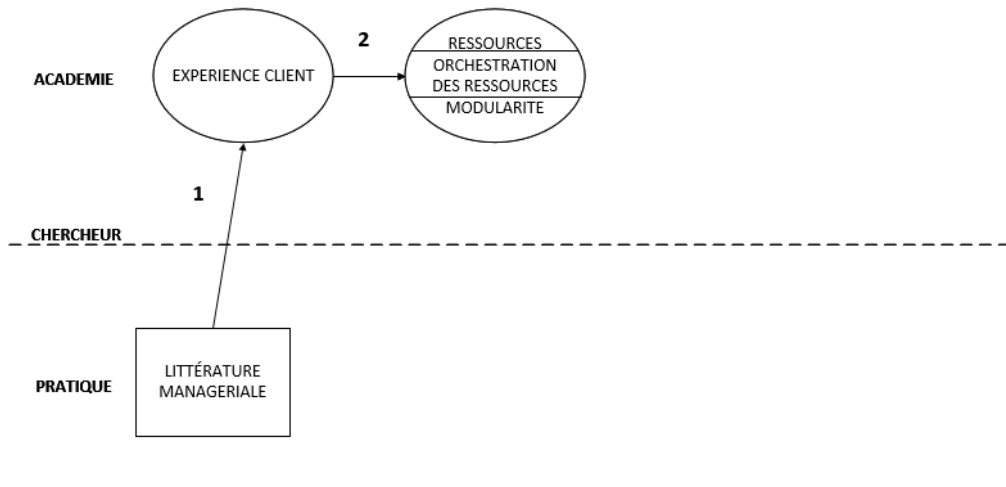 2
RESSOURCES
ORCHESTRATION
DES RESSOURCES
MODULARITE
EXPERIENCE CLIENT
ACADEMIE
1
CHERCHEUR
LITTÉRATURE
MANAGERIALE
PRATIQUE